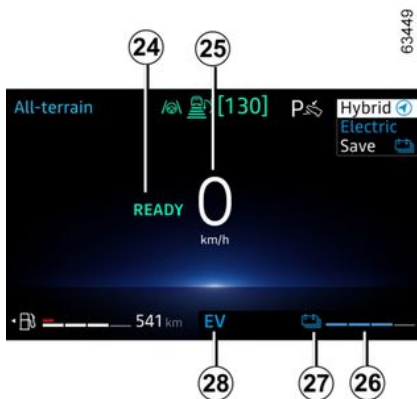 63449
24 25
All-terrain [130] P Hybrid
Electric
Save
READY 0
km/h
541 km EV
28 27 26